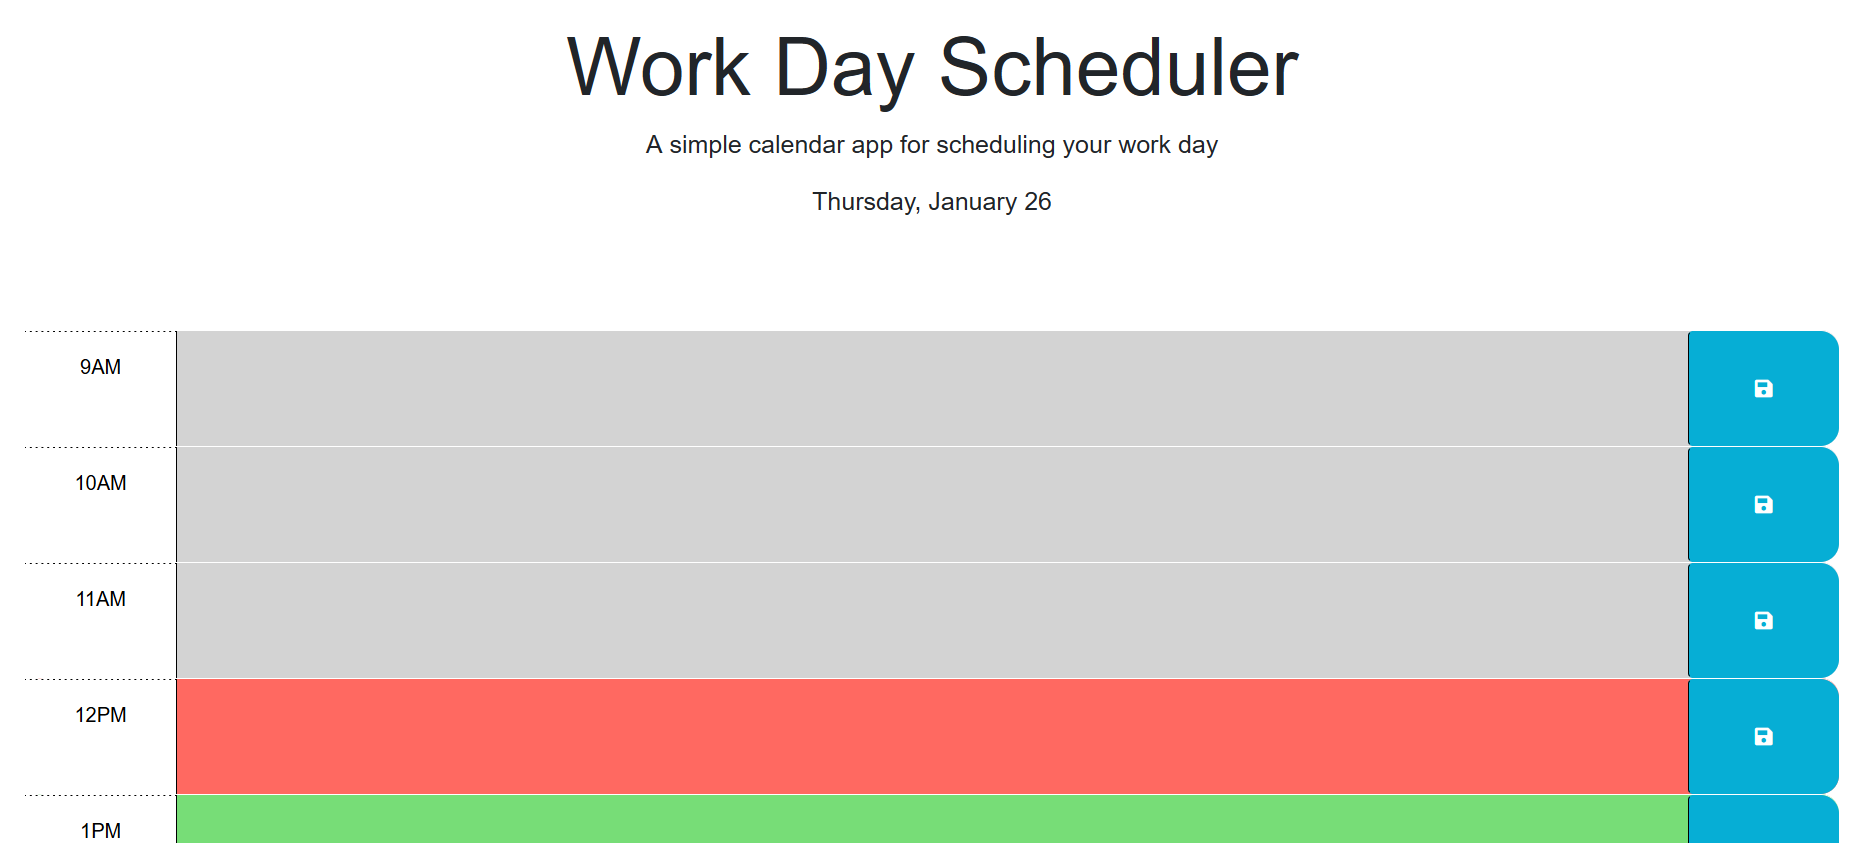 Work Day Scheduler
A simple calendar app for scheduling your work day
Thursday, January 26
9AM
10AM
11AM
12PM
1PM